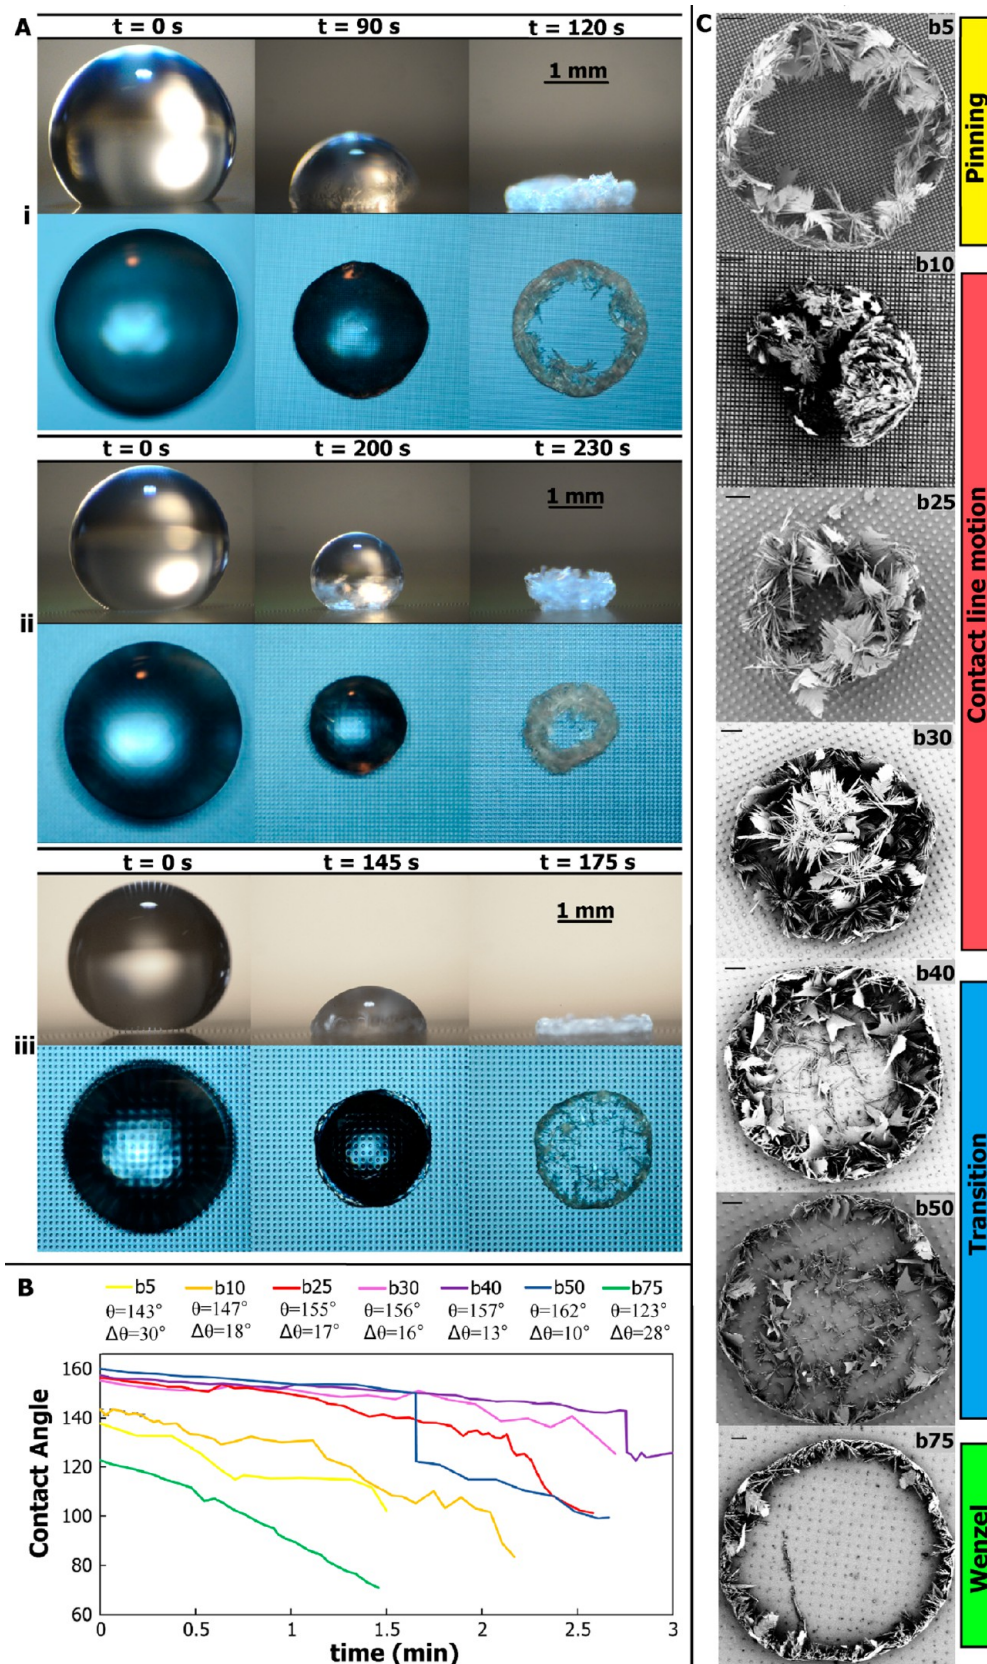 A
t = 0 s t = 90 s t = 120 s
1 mm
i
t = 0 s t = 200 s t = 230 s
1 mm
ii
t = 0 s t = 145 s t = 175 s
1 mm
iii
B
b5 b10 b25 b30 b40 b50 b75
θ=143° θ=147° θ=155° θ=156° θ=157° θ=162° θ=123°
Δθ=30° Δθ=18° Δθ=17° Δθ=16° Δθ=13° Δθ=10° Δθ=28°
Contact Angle
160
140
120
100
80
60
0 0.5 1 1.5 2 2.5 3
time (min)
C
b5
Pinning
b10
b25
Contact line motion
b30
b40
Transition
b50
b75
Wenzel